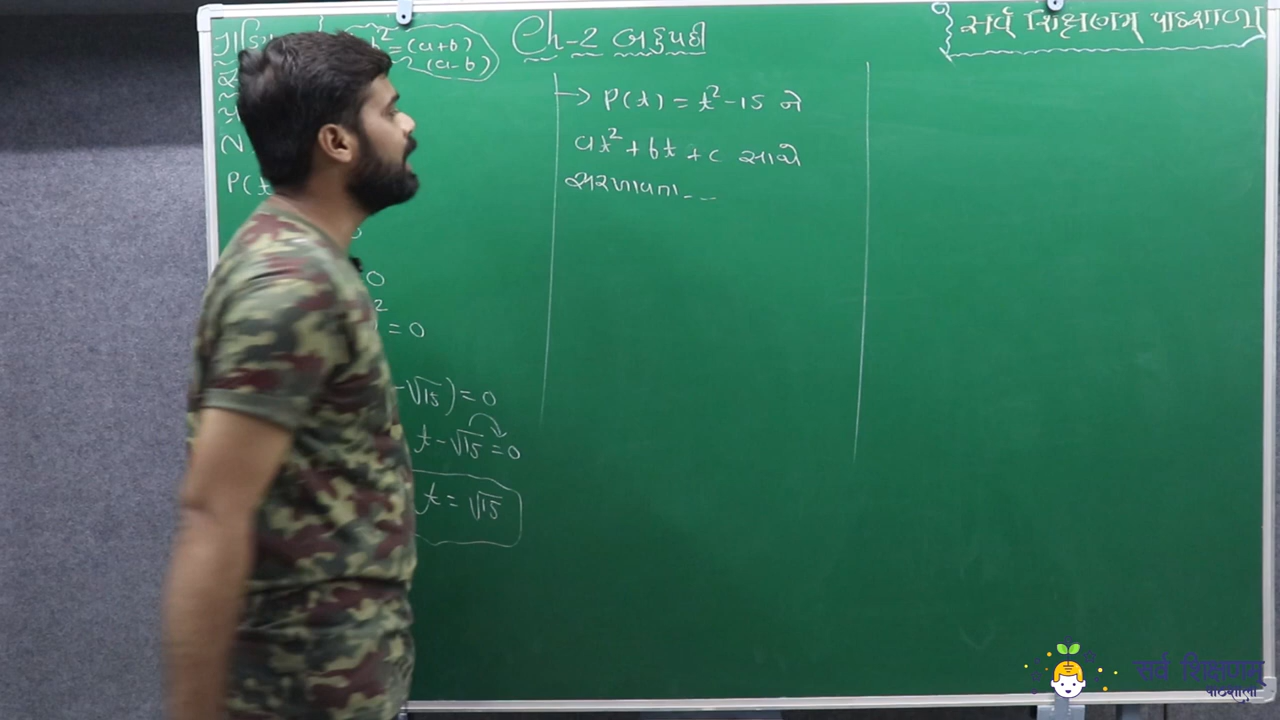 Ch-2 બહુપદી
સર્વ શિક્ષણમ્ પાઠશાળા
² = (a+b)
(a-b)
P(t
= 0
²
= 0
- √15) = 0
t - √15 = 0
t = √15
→ P(t) = t² - 15 ને
at² + bt + c સાથે
સરખાવતા - - -
સર્વ શિક્ષણમ્
પાઠશાળા